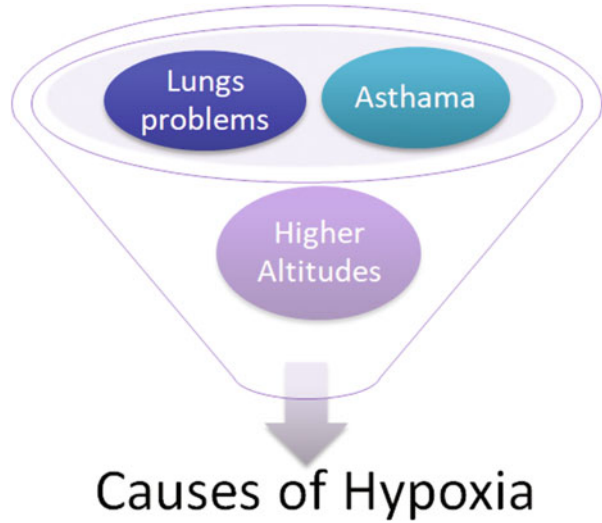 Lungs
problems
Asthama
Higher
Altitudes
Causes of Hypoxia